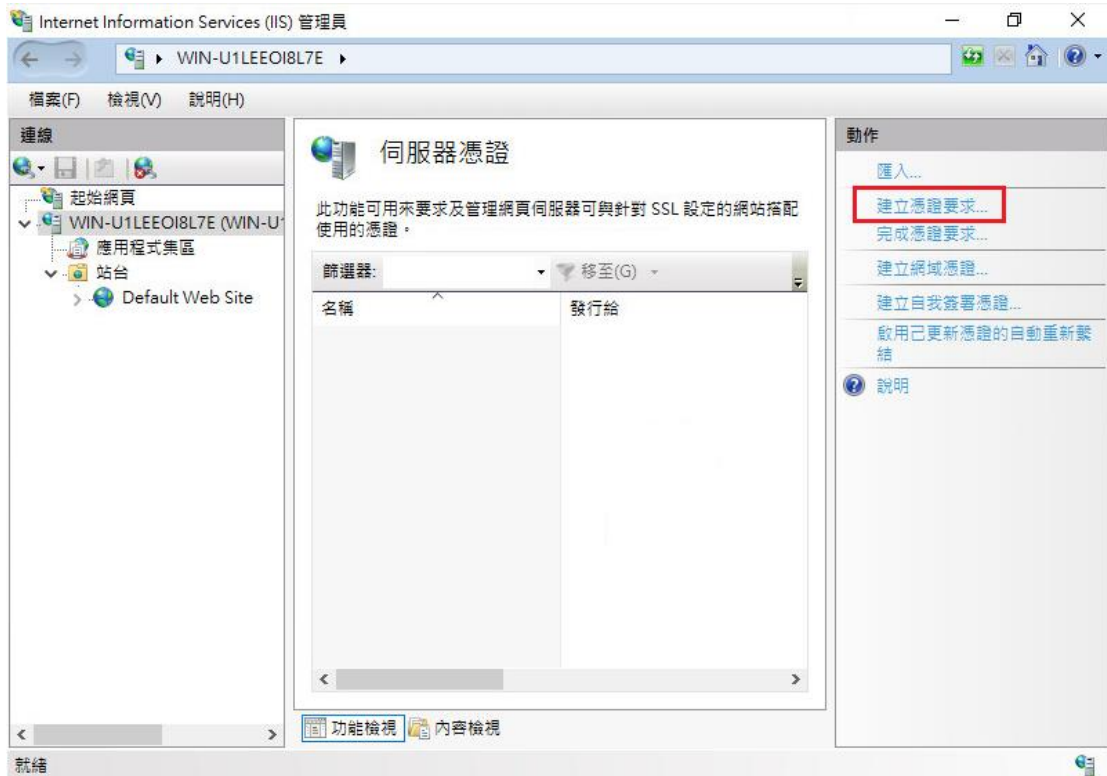 Internet Information Services (IIS) 管理員
WIN-U1LEEOI8L7E
檔案(F) 檢視(V) 說明(H)
連線
起始網頁
WIN-U1LEEOI8L7E (WIN-U1
應用程式集區
站台
Default Web Site
伺服器憑證
此功能可用來要求及管理網頁伺服器可與針對 SSL 設定的網站搭配
使用的憑證。
篩選器: 移至(G)
名稱 發行給
功能檢視 內容檢視
動作
匯入...
建立憑證要求...
完成憑證要求...
建立網域憑證...
建立自我簽署憑證...
啟用已更新憑證的自動重新繫
結
說明
就緒